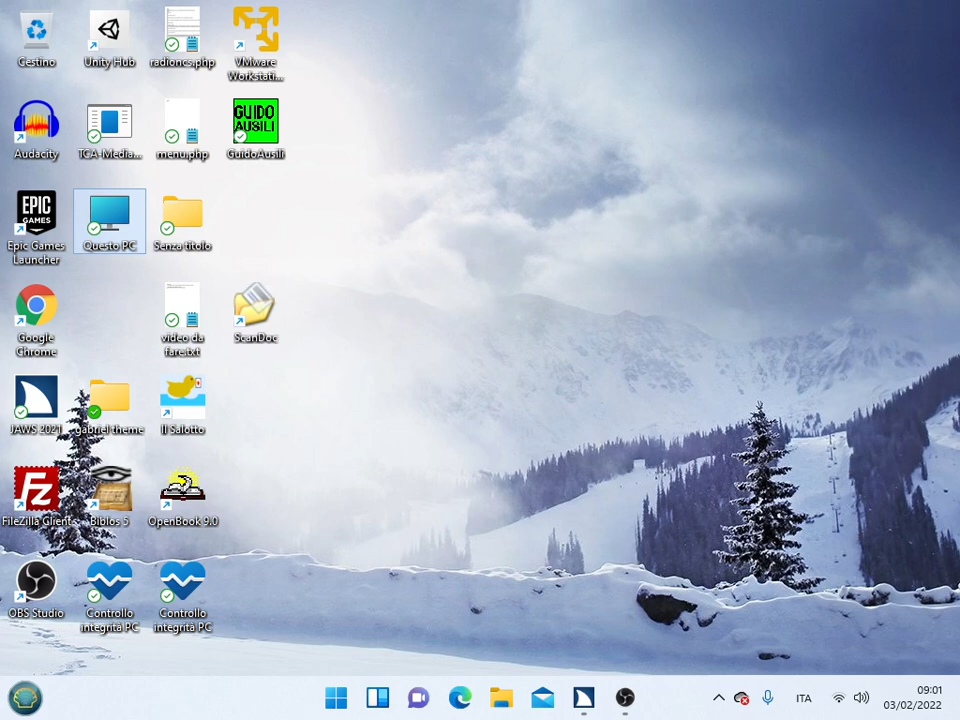 Cestino
Unity Hub
radioncs.php
VMware
Workstati...
GUIDO
AUSILI
Audacity
TCA-Media...
menu.php
GuidoAusili
EPIC
GAMES
Epic Games
Launcher
Questo PC
Senza titolo
Google
Chrome
video da
fare.txt
ScanDoc
JAWS 2021
gabriel theme
Il Salotto
FZ
FileZilla Client
Biblos 5
OpenBook 9.0
OBS Studio
Controllo
integrità PC
Controllo
integrità PC
ITA
09:01
03/02/2022